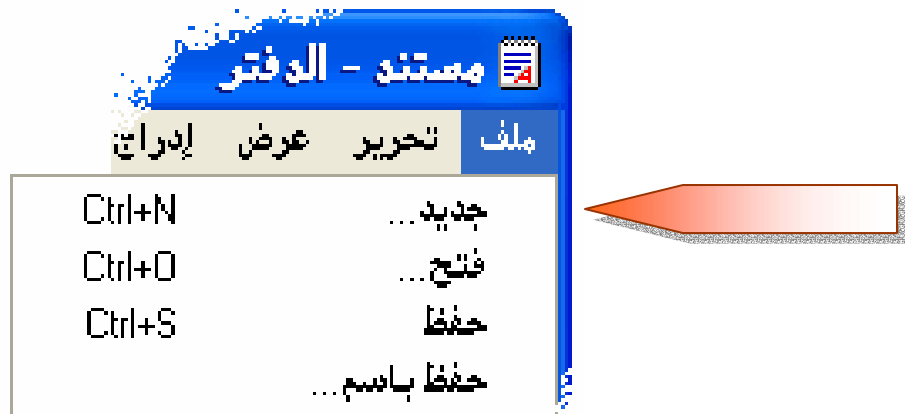 مستند - الدفتر
ملف تحرير عرض إدراج
جديد... Ctrl+N
فتح... Ctrl+O
حفظ Ctrl+S
حفظ باسم...